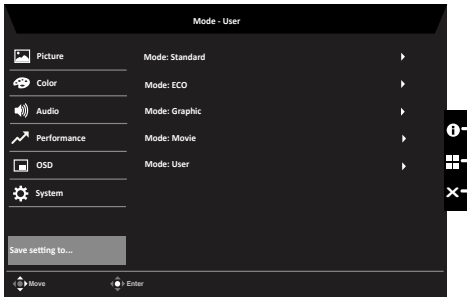 Mode - User
Picture
Color
Audio
Performance
OSD
System
Save setting to...
Mode: Standard
Mode: ECO
Mode: Graphic
Mode: Movie
Mode: User
Move
Enter